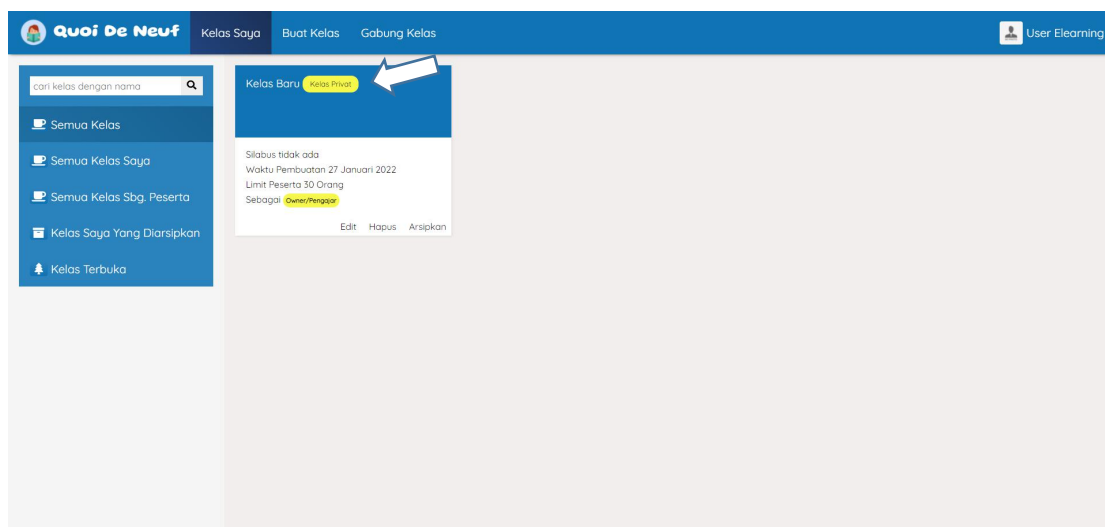 Quoi De Neuf Kelas Saya Buat Kelas Gabung Kelas User Elearning
cari kelas dengan nama
Semua Kelas
Semua Kelas Saya
Semua Kelas Sbg. Peserta
Kelas Saya Yang Diarsipkan
Kelas Terbuka
Kelas Baru Kelas Privat
Silabus tidak ada
Waktu Pembuatan 27 Januari 2022
Limit Peserta 30 Orang
Sebagai Owner/Pengajar
Edit Hapus Arsipkan